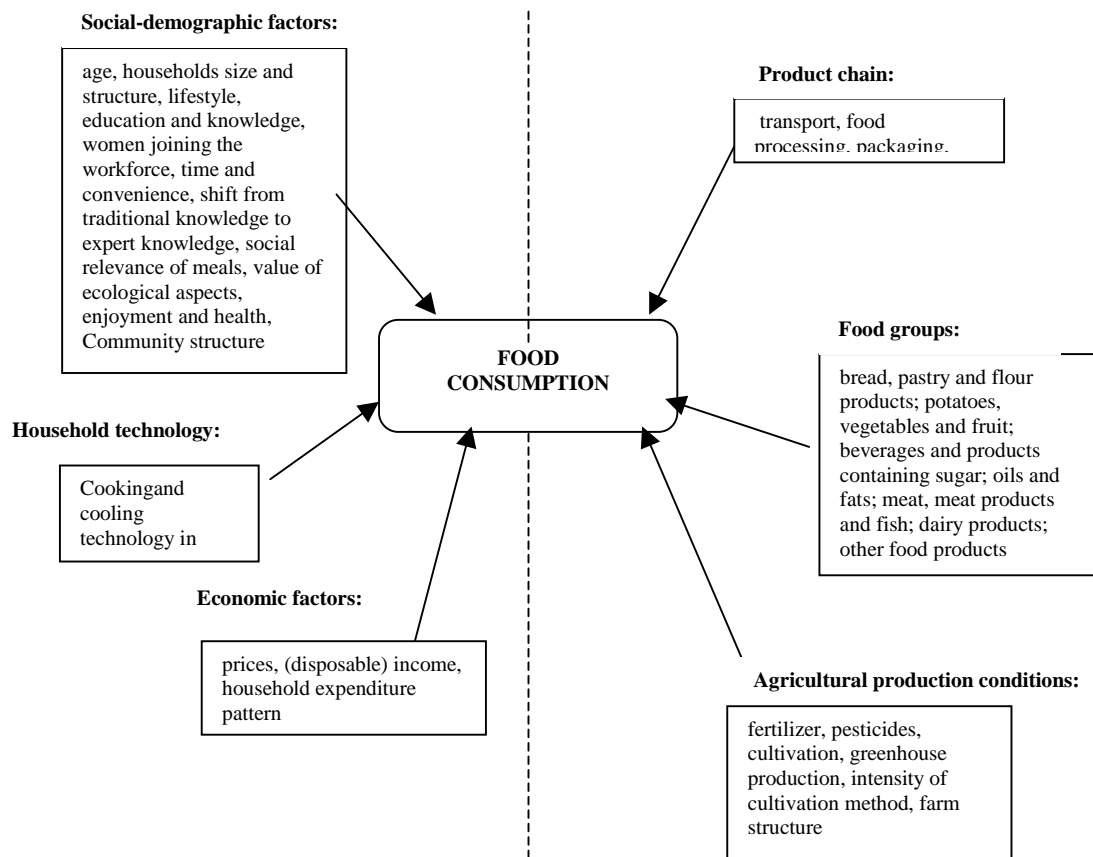 Social-demographic factors:
age, households size and
structure, lifestyle,
education and knowledge,
women joining the
workforce, time and
convenience, shift from
traditional knowledge to
expert knowledge, social
relevance of meals, value of
ecological aspects,
enjoyment and health,
Community structure
Product chain:
transport, food
processing, packaging,
FOOD
CONSUMPTION
Food groups:
bread, pastry and flour
products; potatoes,
vegetables and fruit;
beverages and products
containing sugar; oils and
fats; meat, meat products
and fish; dairy products;
other food products
Household technology:
Cookingand
cooling
technology in
Economic factors:
prices, (disposable) income,
household expenditure
pattern
Agricultural production conditions:
fertilizer, pesticides,
cultivation, greenhouse
production, intensity of
cultivation method, farm
structure